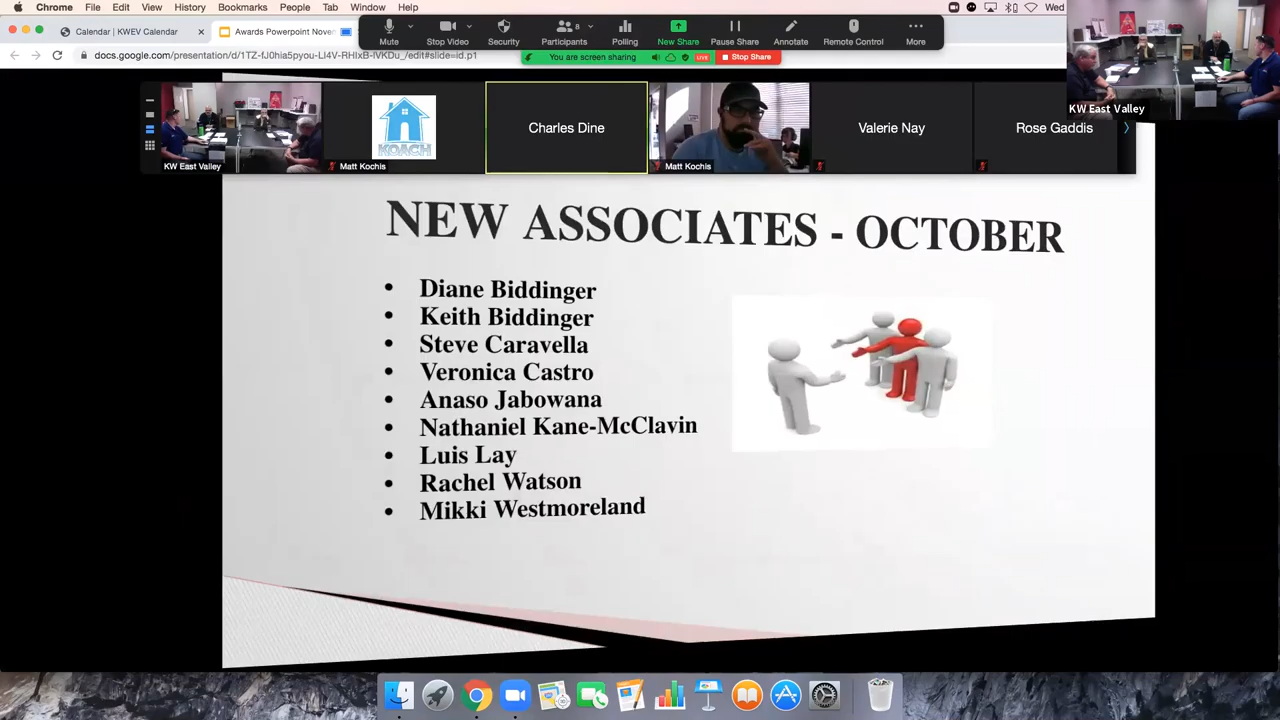 Chrome File Edit View History Bookmarks People Tab Window Help
Wed
Calendar | KWEV Calendar
Awards Powerpoint Nove
Mute
Stop Video
Security
Participants
8
Polling
New Share
Pause Share
Annotate
Remote Control
More
You are screen sharing
LIVE
Stop Share
KW East Valley
KW East Valley
KOACH
Matt Kochis
Charles Dine
Matt Kochis
Valerie Nay
Rose Gaddis
NEW ASSOCIATES - OCTOBER
• Diane Biddinger
• Keith Biddinger
• Steve Caravella
• Veronica Castro
• Anaso Jabowana
• Nathaniel Kane-McClavin
• Luis Lay
• Rachel Watson
• Mikki Westmoreland